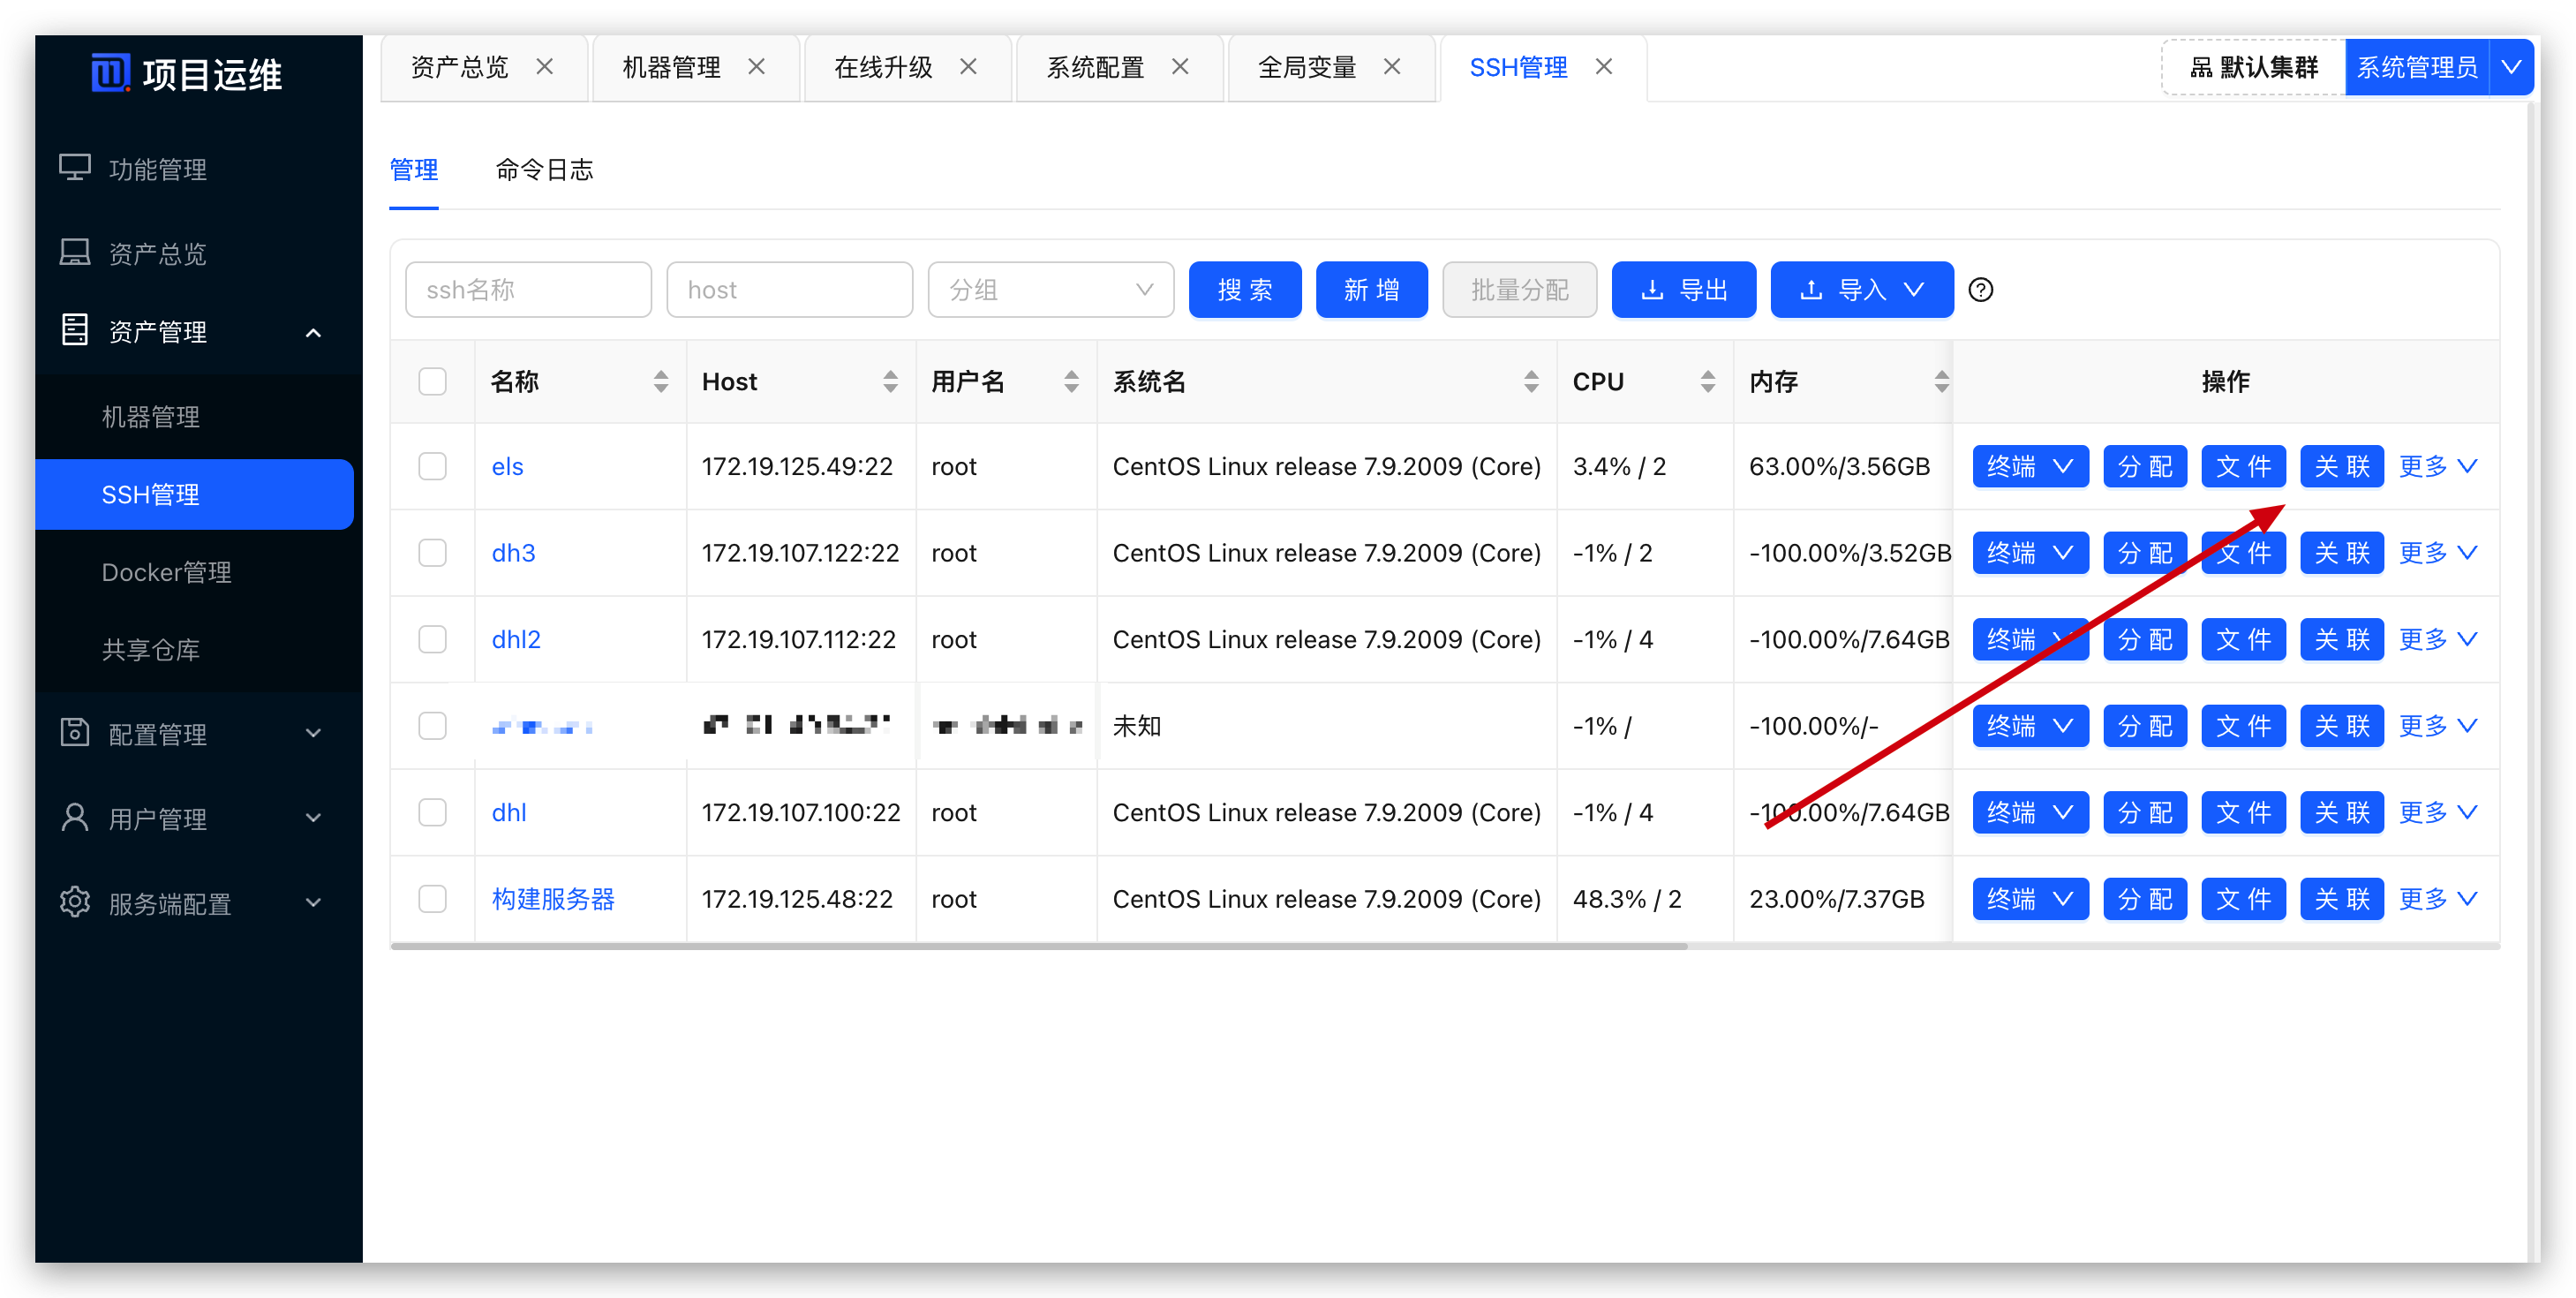 项目运维
资产总览 机器管理 在线升级 系统配置 全局变量 SSH管理 默认集群 系统管理员
功能管理
资产总览
资产管理
机器管理
SSH管理
Docker管理
共享仓库
配置管理
用户管理
服务端配置
管理 命令日志
ssh名称 host 分组 搜索 新增 批量分配 导出 导入
名称 Host 用户名 系统名 CPU 内存 操作
els 172.19.125.49:22 root CentOS Linux release 7.9.2009 (Core) 3.4% / 2 63.00%/3.56GB 终端 分配 文件 关联 更多
dh3 172.19.107.122:22 root CentOS Linux release 7.9.2009 (Core) -1% / 2 -100.00%/3.52GB 终端 分配 文件 关联 更多
dhl2 172.19.107.112:22 root CentOS Linux release 7.9.2009 (Core) -1% / 4 -100.00%/7.64GB 终端 分配 文件 关联 更多
未知 -1% / -100.00%/- 终端 分配 文件 关联 更多
dhl 172.19.107.100:22 root CentOS Linux release 7.9.2009 (Core) -1% / 4 -100.00%/7.64GB 终端 分配 文件 关联 更多
构建服务器 172.19.125.48:22 root CentOS Linux release 7.9.2009 (Core) 48.3% / 2 23.00%/7.37GB 终端 分配 文件 关联 更多